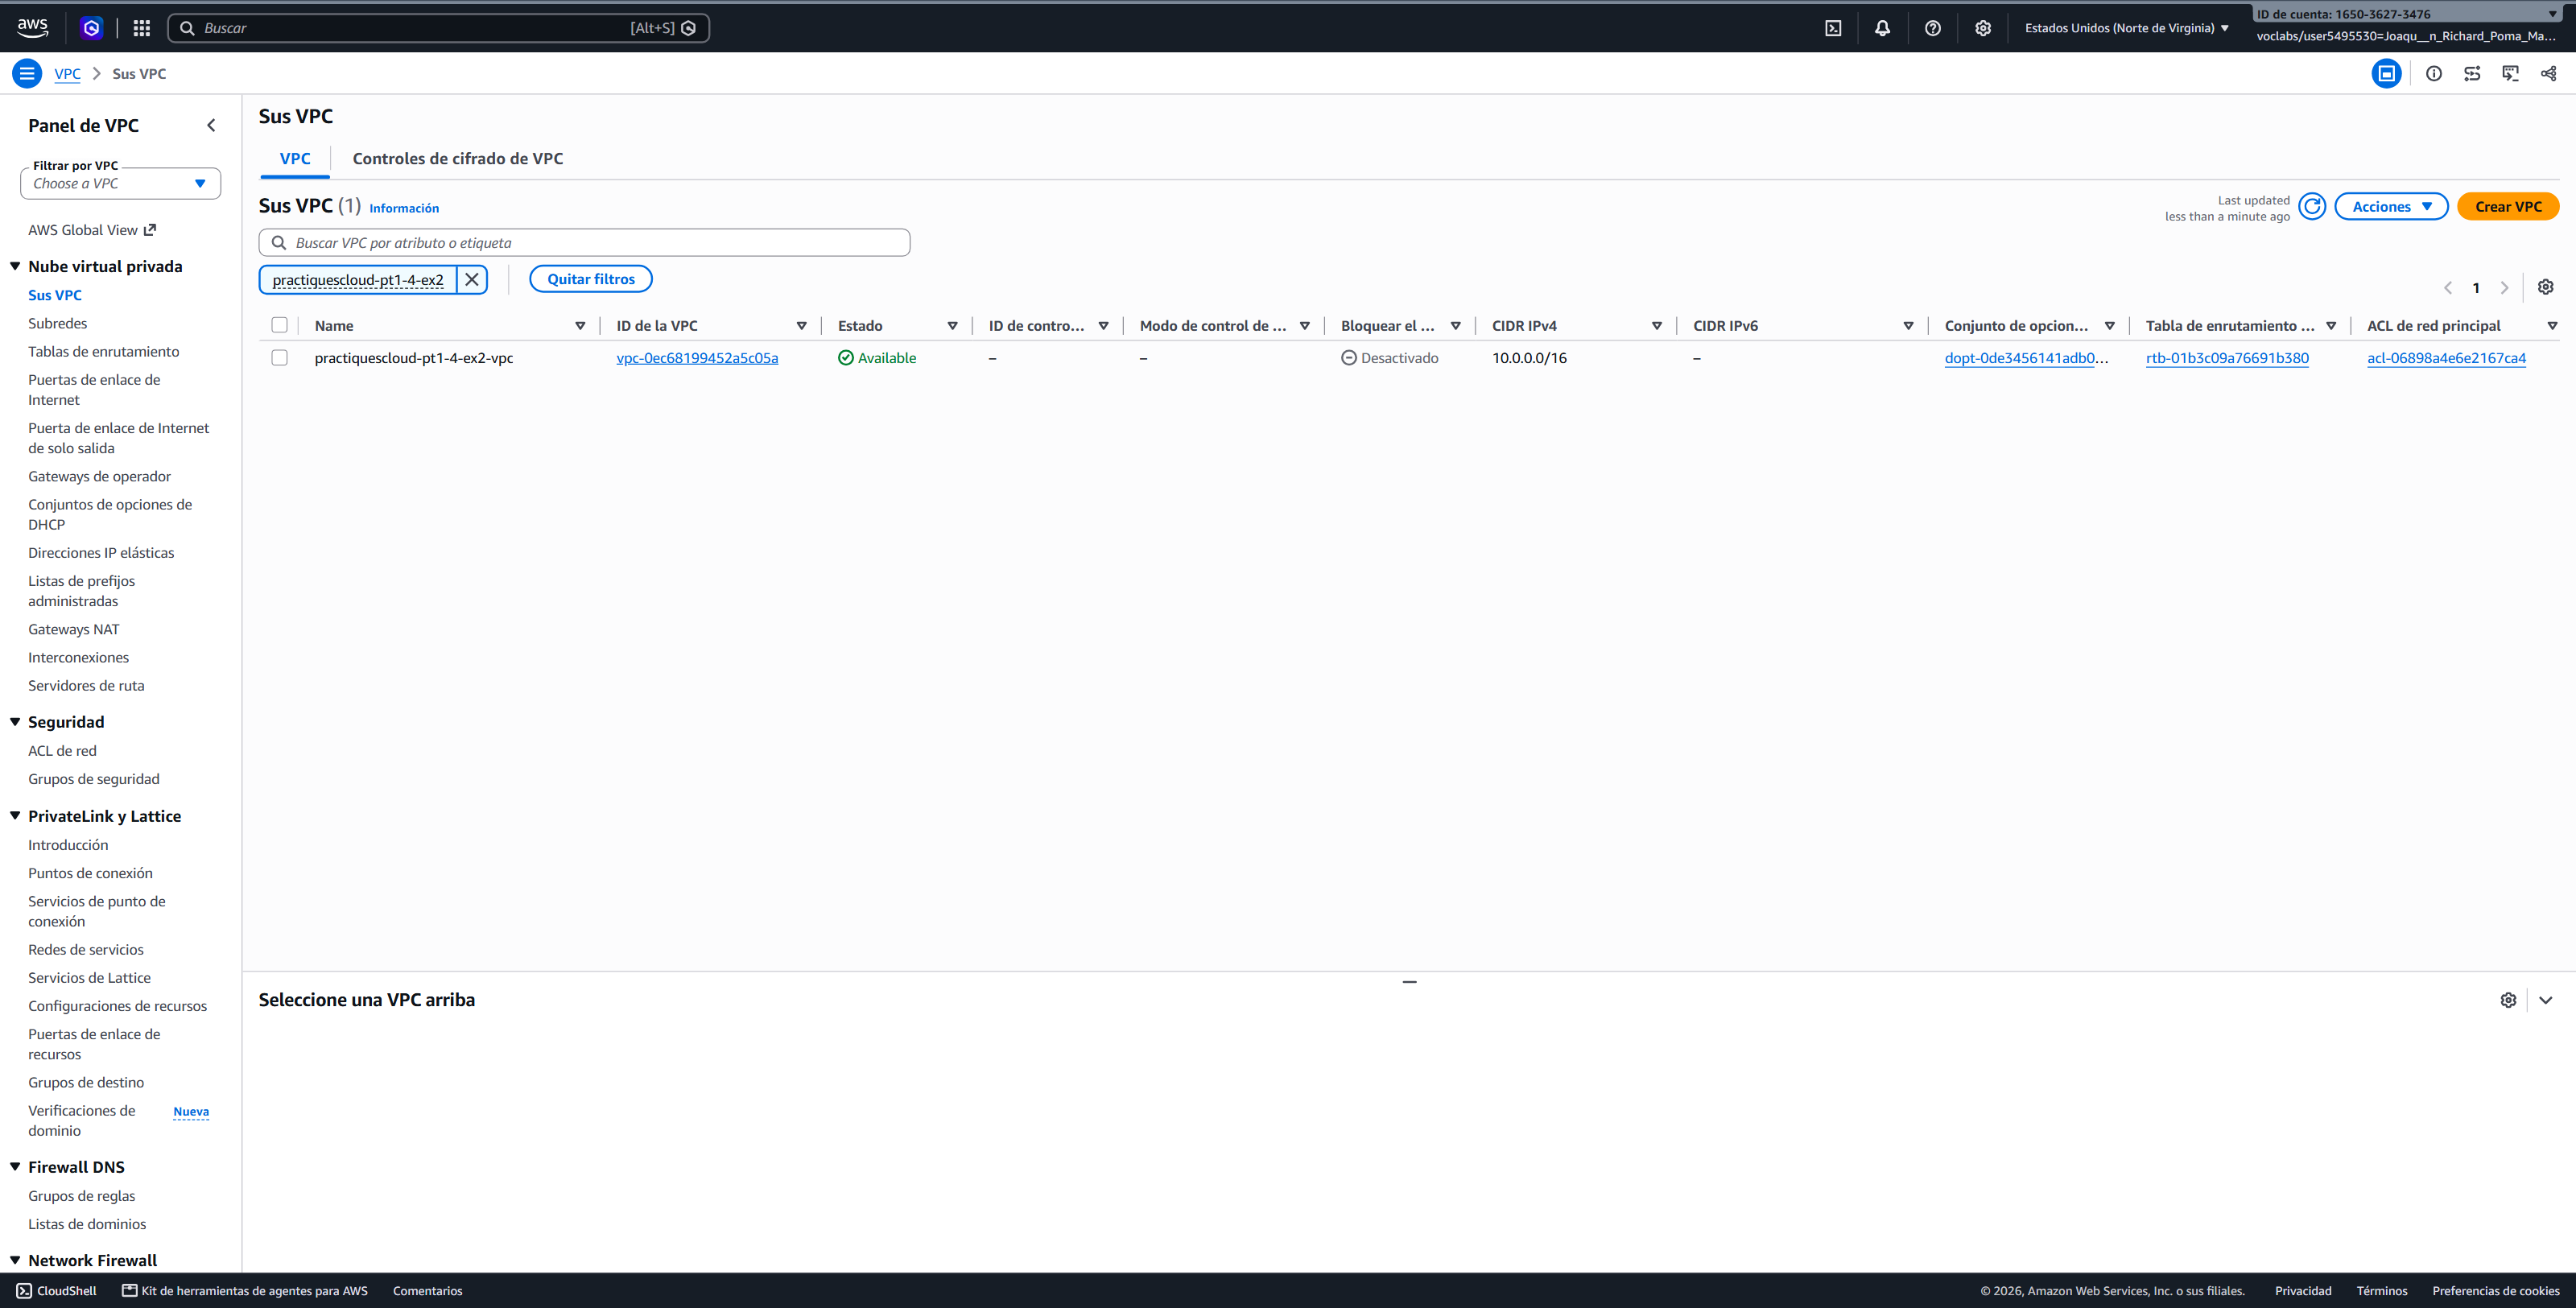 aws
Buscar [Alt+S]
Estados Unidos (Norte de Virginia)
ID de cuenta: 1650-3627-3476
voclabs/user5495530=Joaqu__n_Richard_Poma_Ma...
VPC > Sus VPC
Panel de VPC
Filtrar por VPC
Choose a VPC
AWS Global View
Nube virtual privada
Sus VPC
Subredes
Tablas de enrutamiento
Puertas de enlace de
Internet
Puerta de enlace de Internet
de solo salida
Gateways de operador
Conjuntos de opciones de
DHCP
Direcciones IP elásticas
Listas de prefijos
administradas
Gateways NAT
Interconexiones
Servidores de ruta
Seguridad
ACL de red
Grupos de seguridad
PrivateLink y Lattice
Introducción
Puntos de conexión
Servicios de punto de
conexión
Redes de servicios
Servicios de Lattice
Configuraciones de recursos
Puertas de enlace de
recursos
Grupos de destino
Verificaciones de
dominio
Nueva
Firewall DNS
Grupos de reglas
Listas de dominios
Network Firewall
Sus VPC
VPC Controles de cifrado de VPC
Sus VPC (1) Información
Last updated
less than a minute ago
Acciones Crear VPC
Buscar VPC por atributo o etiqueta
practiquescloud-pt1-4-ex2 Quitar filtros
1
Name ID de la VPC Estado ID de contro... Modo de control de ... Bloquear el ... CIDR IPv4 CIDR IPv6 Conjunto de opcion... Tabla de enrutamiento ... ACL de red principal
practiquescloud-pt1-4-ex2-vpc vpc-0ec68199452a5c05a Available – – Desactivado 10.0.0.0/16 – dopt-0de3456141adb0... rtb-01b3c09a76691b380 acl-06898a4e6e2167ca4
Seleccione una VPC arriba
CloudShell Kit de herramientas de agentes para AWS Comentarios © 2026, Amazon Web Services, Inc. o sus filiales. Privacidad Términos Preferencias de cookies